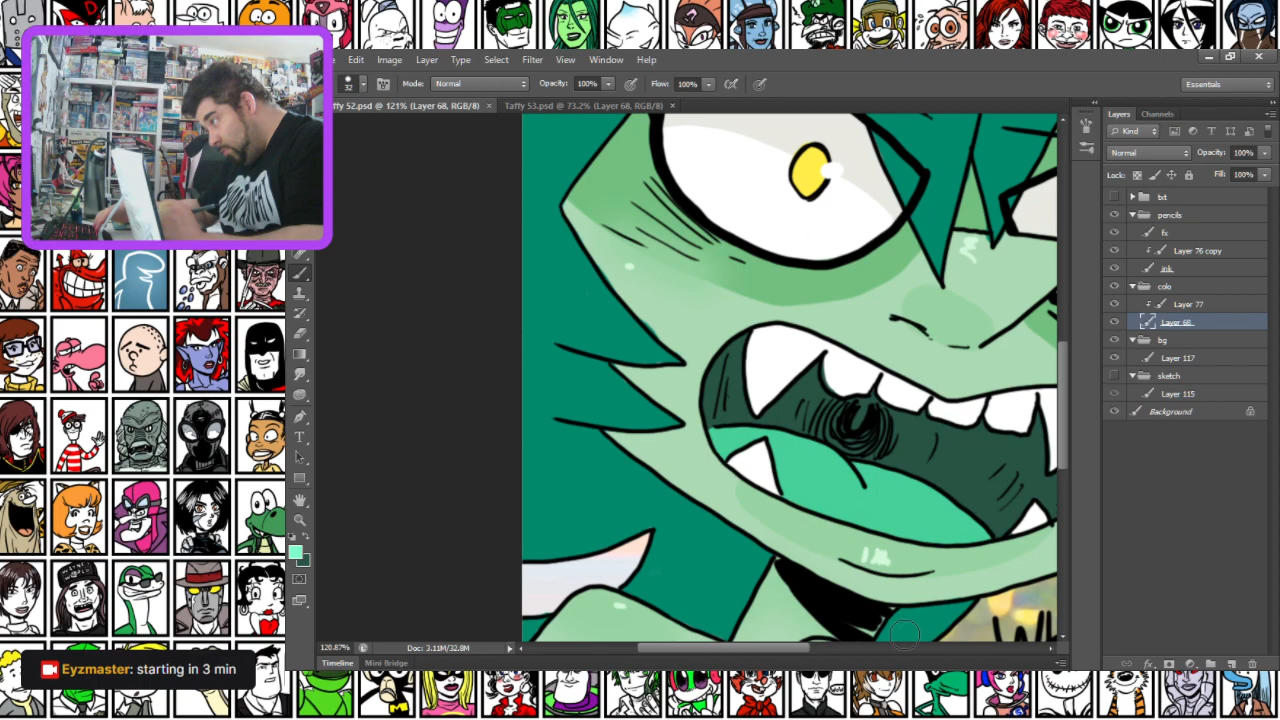 Edit Image Layer Type Select Filter View Window Help
32 Mode: Normal Opacity: 100% Flow: 100% Essentials
ffy 52.psd @ 121% (Layer 68, RGB/8) × Taffy 53.psd @ 73.2% (Layer 68, RGB/8) ×
Layers Channels
Kind
Normal Opacity: 100%
Lock: Fill: 100%
txt
pencils
fx
Layer 76 copy
ink
colo
Layer 77
Layer 68
bg
Layer 117
sketch
Layer 115
Background
120.87% Doc: 3.11M/32.8M
Timeline Mini Bridge
Eyzmaster: starting in 3 min